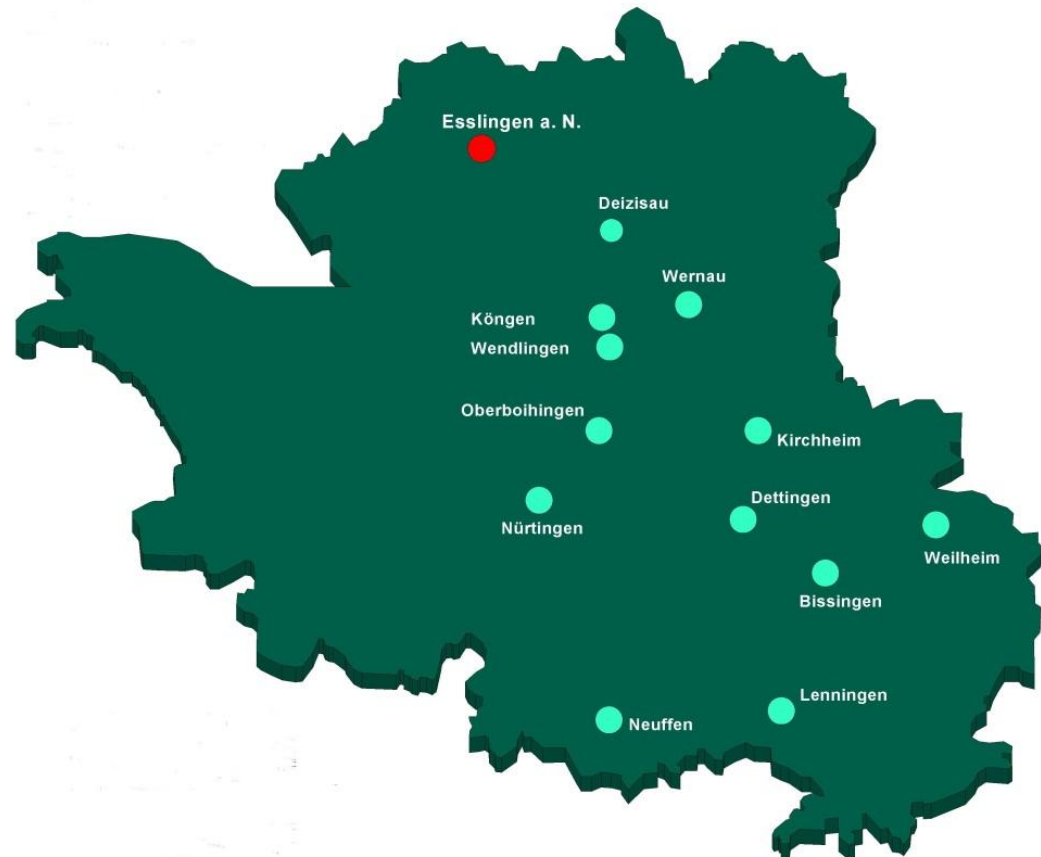 Esslingen a. N.
Deizisau
Wernau
Köngen
Wendlingen
Oberboihingen
Kirchheim
Dettingen
Nürtingen
Weilheim
Bissingen
Lenningen
Neuffen